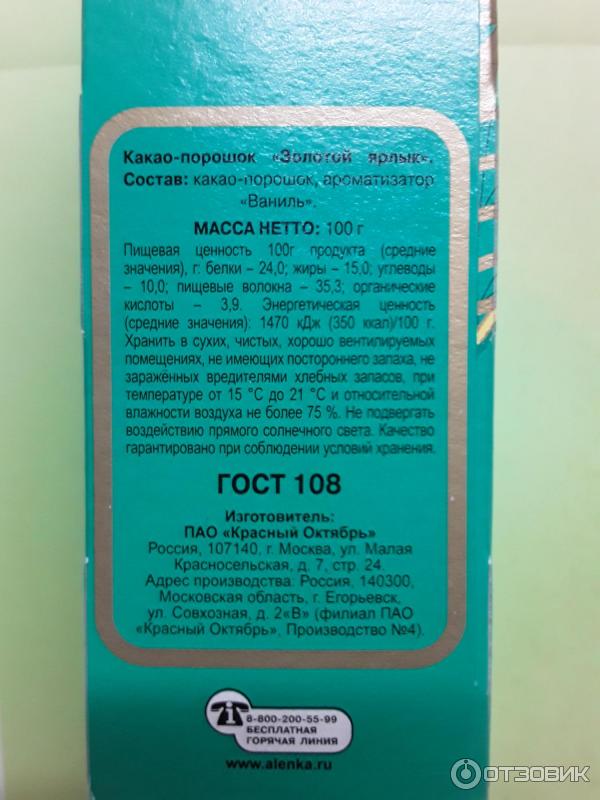 Какао-порошок «Золотой ярлык».
Состав: какао-порошок, ароматизатор
«Ваниль».
МАССА НЕТТО: 100 г
Пищевая ценность 100г продукта (средние
значения), г: белки – 24,0; жиры – 15,0; углеводы
– 10,0; пищевые волокна – 35,3; органические
кислоты – 3,9. Энергетическая ценность
(средние значения): 1470 кДж (350 ккал)/100 г.
Хранить в сухих, чистых, хорошо вентилируемых
помещениях, не имеющих постороннего запаха, не
заражённых вредителями хлебных запасов, при
температуре от 15 °С до 21 °С и относительной
влажности воздуха не более 75 %. Не подвергать
воздействию прямого солнечного света. Качество
гарантировано при соблюдении условий хранения.
ГОСТ 108
Изготовитель:
ПАО «Красный Октябрь»
Россия, 107140, г. Москва, ул. Малая
Красносельская, д. 7, стр. 24.
Адрес производства: Россия, 140300,
Московская область, г. Егорьевск,
ул. Совхозная, д. 2«В» (филиал ПАО
«Красный Октябрь», Производство №4).
8-800-200-55-99
БЕСПЛАТНАЯ
ГОРЯЧАЯ ЛИНИЯ
www.alenka.ru
ОТЗОВИК